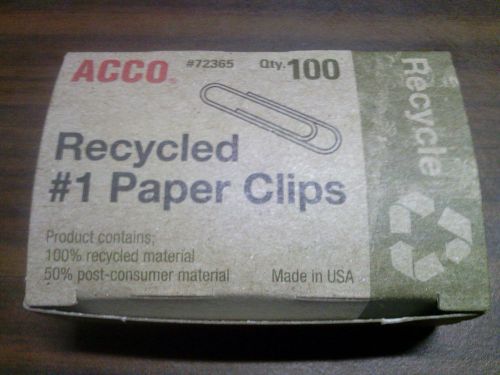 ACCO #72365 Qty. 100
Recycled
#1 Paper Clips
Product contains;
100% recycled material
50% post-consumer material
Made in USA
Recycle